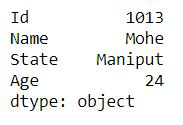 Id 1013
Name Mohe
State Maniput
Age 24
dtype: object